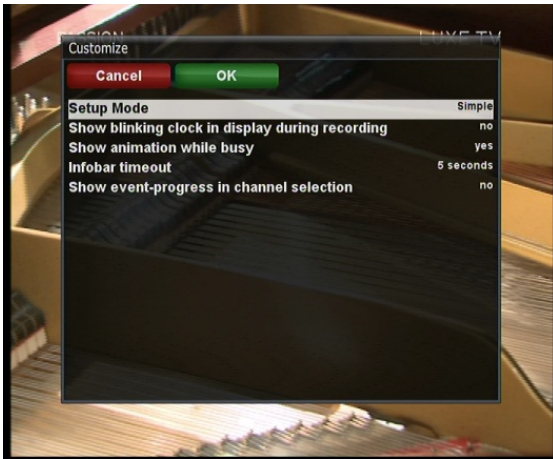 LUXE TV
Customize
Cancel
OK
Setup Mode Simple
Show blinking clock in display during recording no
Show animation while busy yes
Infobar timeout 5 seconds
Show event-progress in channel selection no